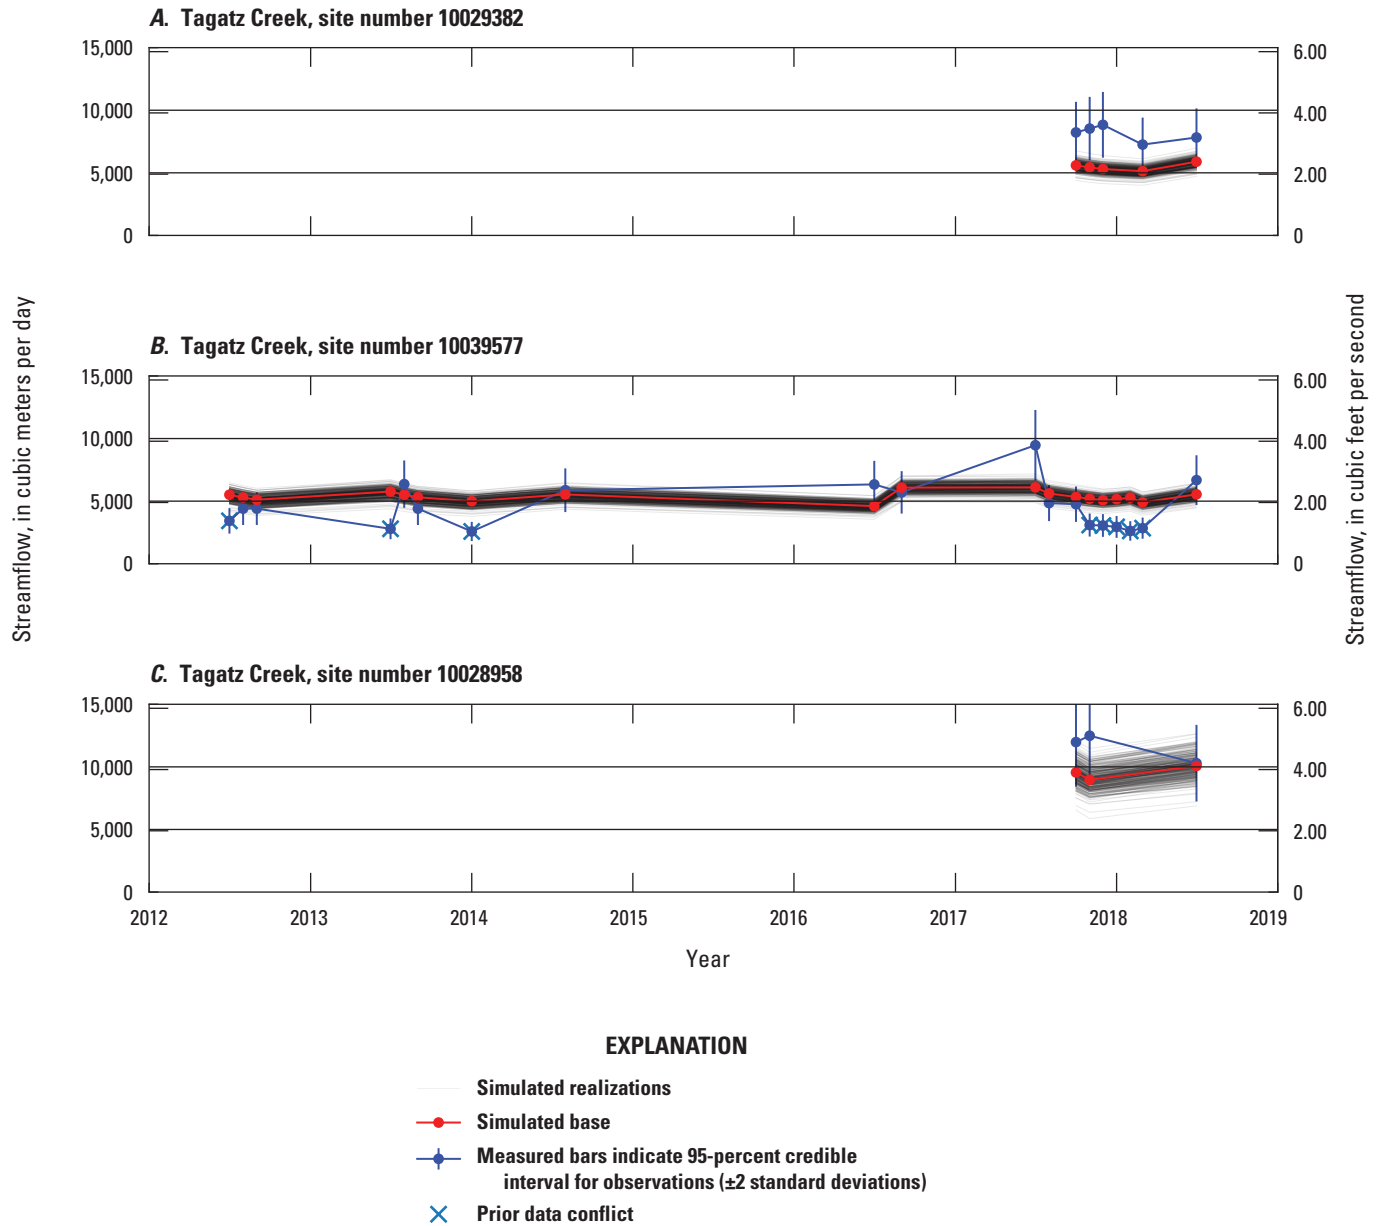 A. Tagatz Creek, site number 10029382
15,000
10,000
5,000
0
6.00
4.00
2.00
0
B. Tagatz Creek, site number 10039577
15,000
10,000
5,000
0
6.00
4.00
2.00
0
Streamflow, in cubic meters per day
Streamflow, in cubic feet per second
C. Tagatz Creek, site number 10028958
15,000
10,000
5,000
0
6.00
4.00
2.00
0
2012 2013 2014 2015 2016 2017 2018 2019
Year
EXPLANATION
Simulated realizations
Simulated base
Measured bars indicate 95-percent credible
interval for observations (±2 standard deviations)
Prior data conflict